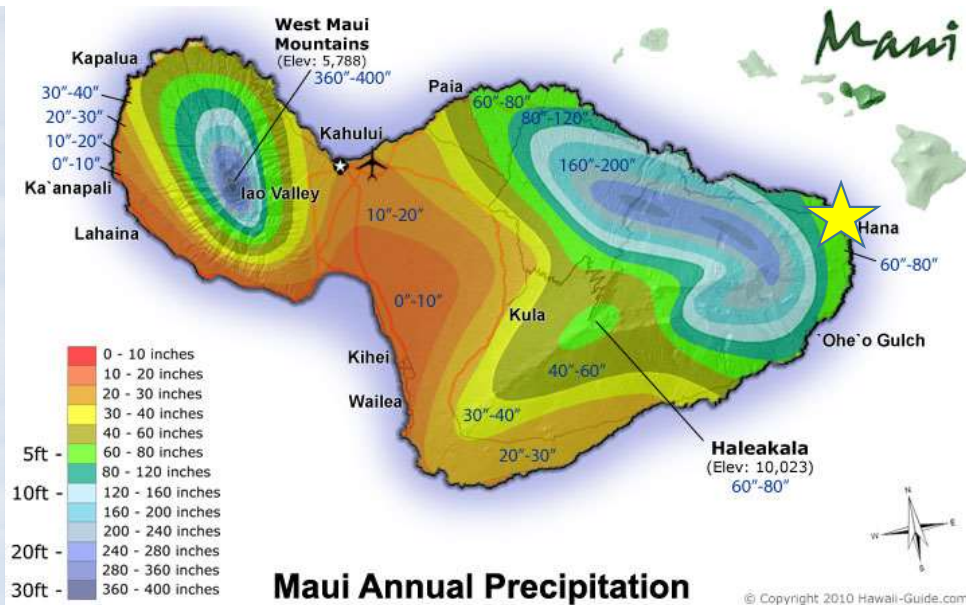 Maui
West Maui
Mountains
(Elev: 5,788)
360"-400"
Kapalua
30"-40"
20"-30"
10"-20"
0"-10"
Ka`anapali
Lahaina
Iao Valley
Kahului
Paia
60"-80"
80"-120"
160"-200"
10"-20"
0"-10"
Hana
60"-80"
Kula
`Ohe`o Gulch
Kihei
Wailea
40"-60"
30"-40"
20"-30"
Haleakala
(Elev: 10,023)
60"-80"
0 - 10 inches
10 - 20 inches
20 - 30 inches
30 - 40 inches
40 - 60 inches
5ft - 60 - 80 inches
80 - 120 inches
10ft - 120 - 160 inches
160 - 200 inches
200 - 240 inches
20ft - 240 - 280 inches
280 - 360 inches
30ft - 360 - 400 inches
N
W E
S
Maui Annual Precipitation
© Copyright 2010 Hawaii-Guide.com